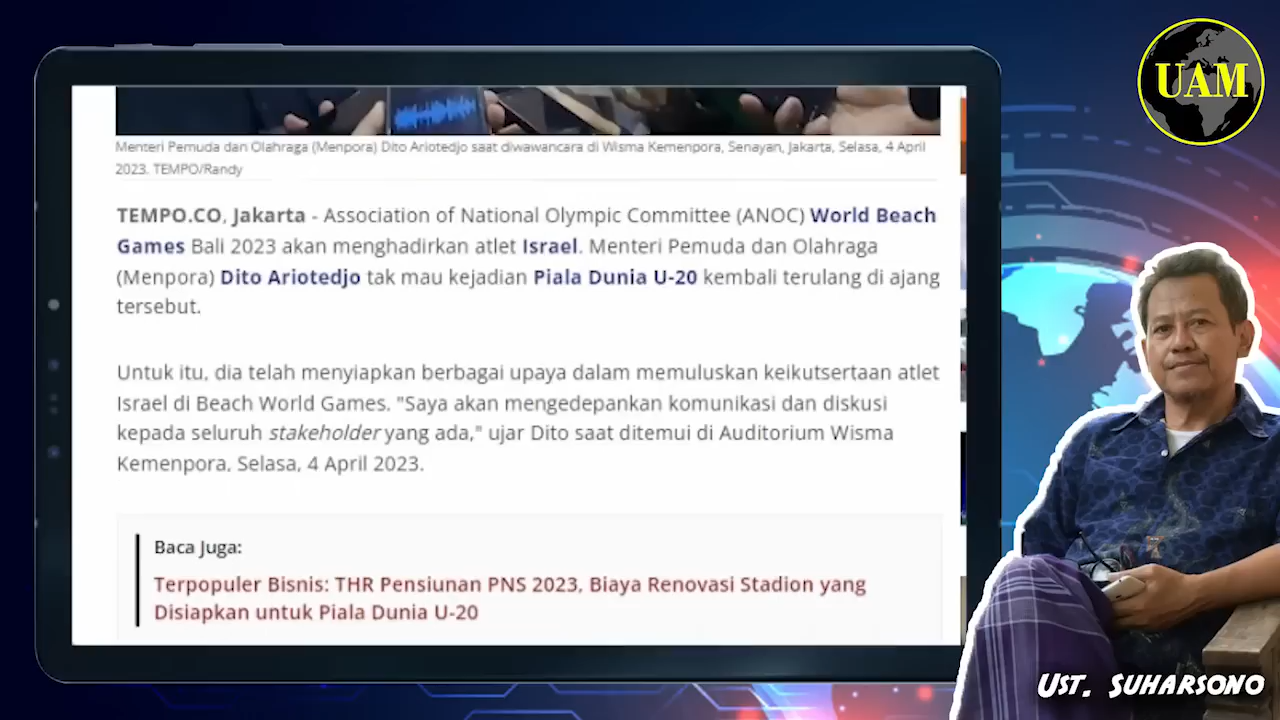 UAM
Menteri Pemuda dan Olahraga (Menpora) Dito Ariotedjo saat diwawancara di Wisma Kemenpora, Senayan, Jakarta, Selasa, 4 April
2023. TEMPO/Randy
TEMPO.CO, Jakarta - Association of National Olympic Committee (ANOC) World Beach
Games Bali 2023 akan menghadirkan atlet Israel. Menteri Pemuda dan Olahraga
(Menpora) Dito Ariotedjo tak mau kejadian Piala Dunia U-20 kembali terulang di ajang
tersebut.
Untuk itu, dia telah menyiapkan berbagai upaya dalam memuluskan keikutsertaan atlet
Israel di Beach World Games. "Saya akan mengedepankan komunikasi dan diskusi
kepada seluruh stakeholder yang ada," ujar Dito saat ditemui di Auditorium Wisma
Kemenpora, Selasa, 4 April 2023.
Baca Juga:
Terpopuler Bisnis: THR Pensiunan PNS 2023, Biaya Renovasi Stadion yang
Disiapkan untuk Piala Dunia U-20
Ust. Suharsono